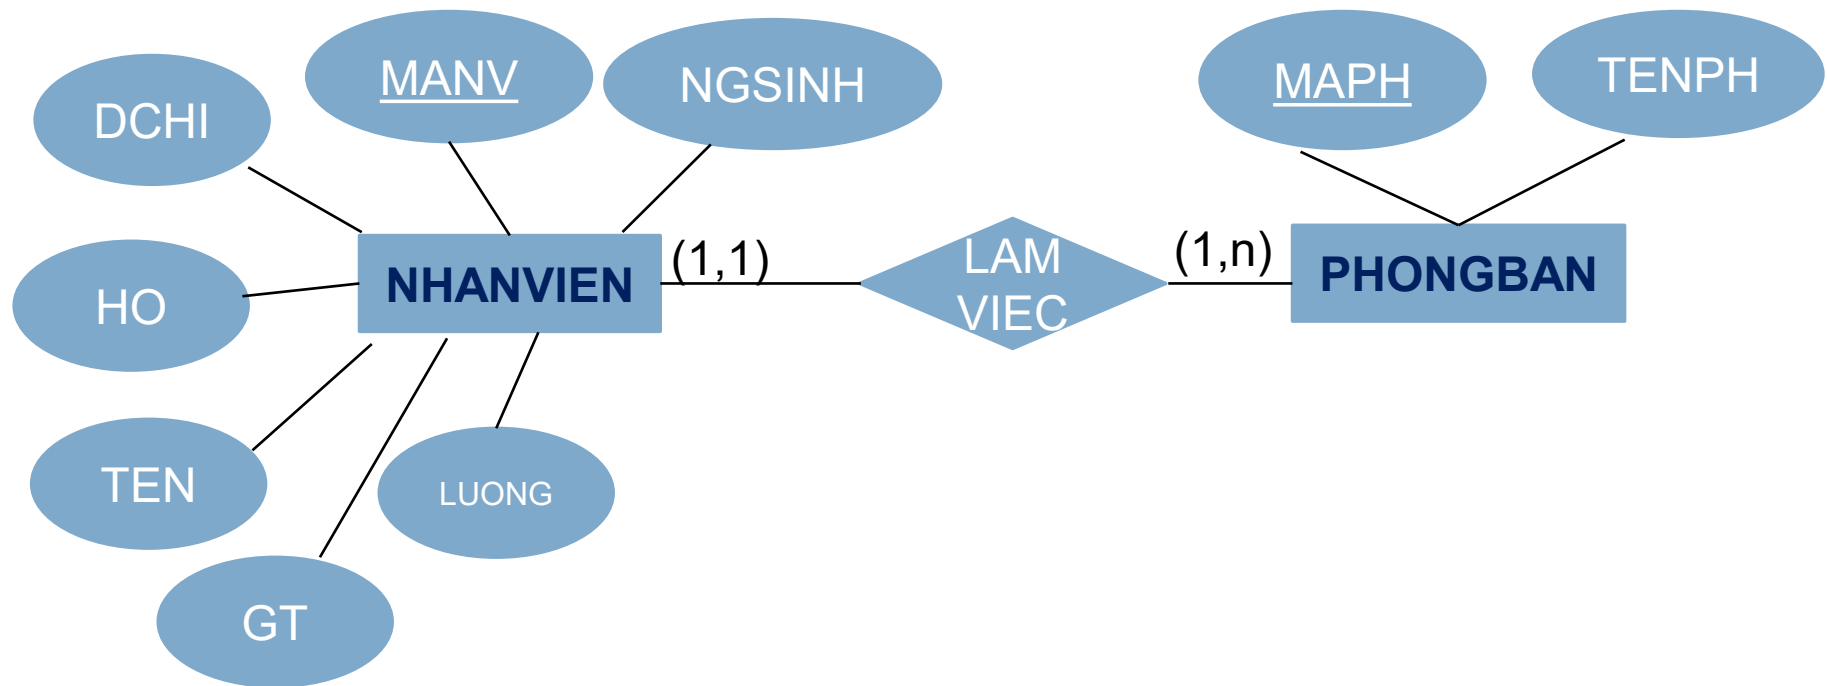 MANV
NGSINH
MAPH
TENPH
DCHI
NHANVIEN
(1,1)
LAM
VIEC
(1,n)
PHONGBAN
HO
TEN
LUONG
GT